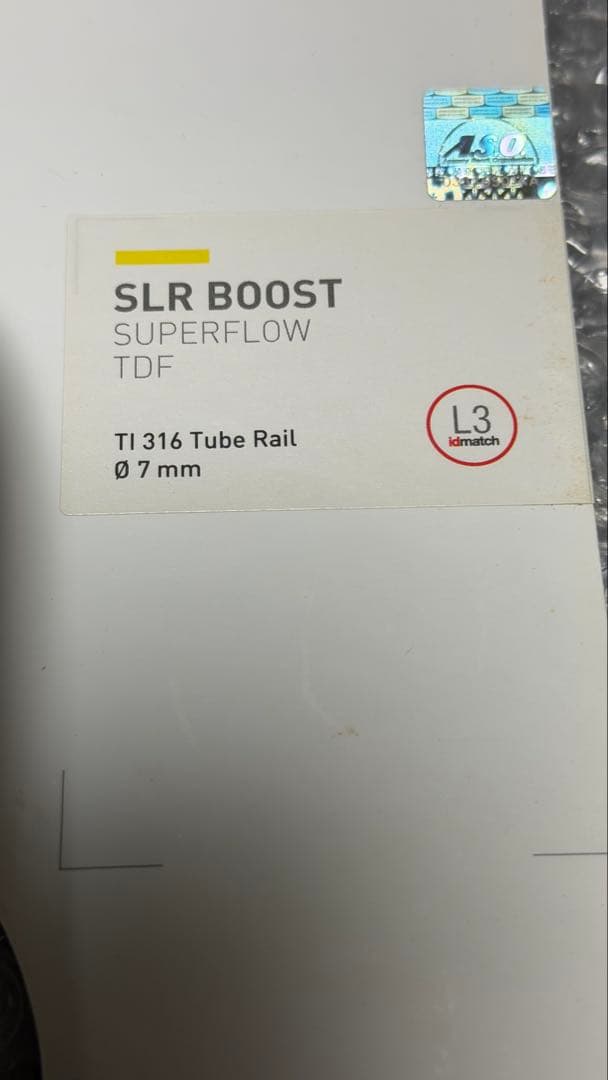 A.S.O.
SLR BOOST
SUPERFLOW
TDF
TI 316 Tube Rail
Ø 7 mm
L3
idmatch